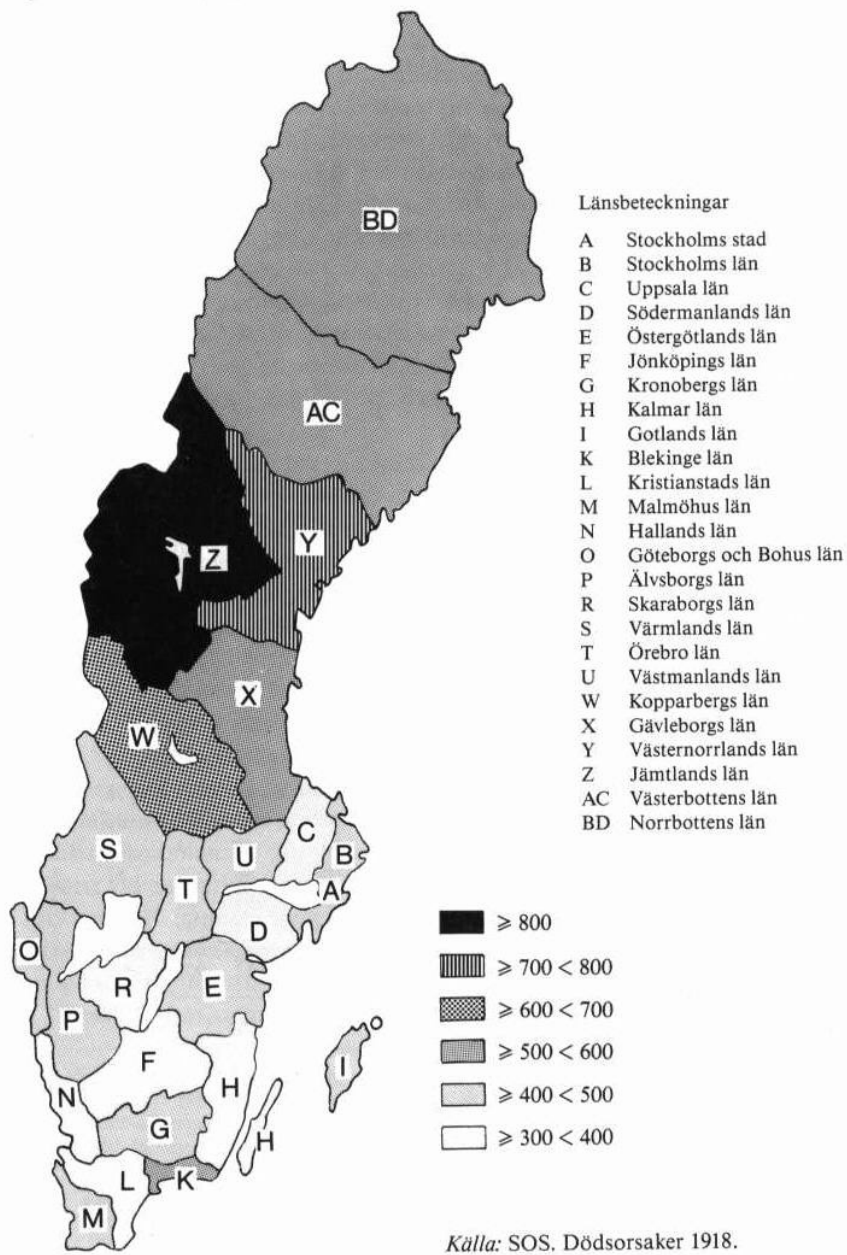 BD
AC
Z
Y
X
W
S
T
U
C
B
A
D
O
R
E
P
F
I
N
H
G
H
L
K
M
Länsbeteckningar
A Stockholms stad
B Stockholms län
C Uppsala län
D Södermanlands län
E Östergötlands län
F Jönköpings län
G Kronobergs län
H Kalmar län
I Gotlands län
K Blekinge län
L Kristianstads län
M Malmöhus län
N Hallands län
O Göteborgs och Bohus län
P Älvsborgs län
R Skaraborgs län
S Värmlands län
T Örebro län
U Västmanlands län
W Kopparbergs län
X Gävleborgs län
Y Västernorrlands län
Z Jämtlands län
AC Västerbottens län
BD Norrbottens län
⩾ 800
⩾ 700 < 800
⩾ 600 < 700
⩾ 500 < 600
⩾ 400 < 500
⩾ 300 < 400
Källa: SOS. Dödsorsaker 1918.